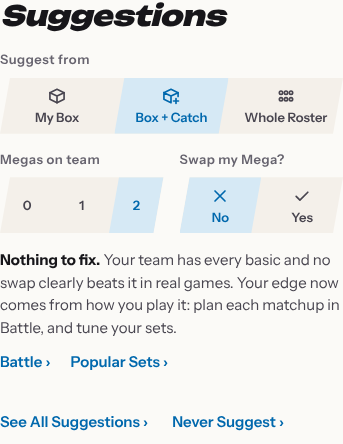 Suggestions
Suggest from
My Box
Box + Catch
Whole Roster
Megas on team
Swap my Mega?
0
1
2
No
Yes
Nothing to fix. Your team has every basic and no
swap clearly beats it in real games. Your edge now
comes from how you play it: plan each matchup in
Battle, and tune your sets.
Battle ›
Popular Sets ›
See All Suggestions ›
Never Suggest ›